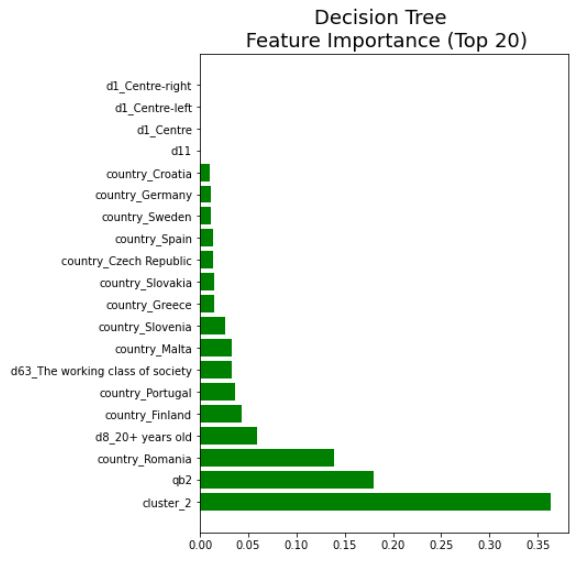 Decision Tree
Feature Importance (Top 20)
d1_Centre-right
d1_Centre-left
d1_Centre
d11
country_Croatia
country_Germany
country_Sweden
country_Spain
country_Czech Republic
country_Slovakia
country_Greece
country_Slovenia
country_Malta
d63_The working class of society
country_Portugal
country_Finland
d8_20+ years old
country_Romania
qb2
cluster_2
0.00 0.05 0.10 0.15 0.20 0.25 0.30 0.35